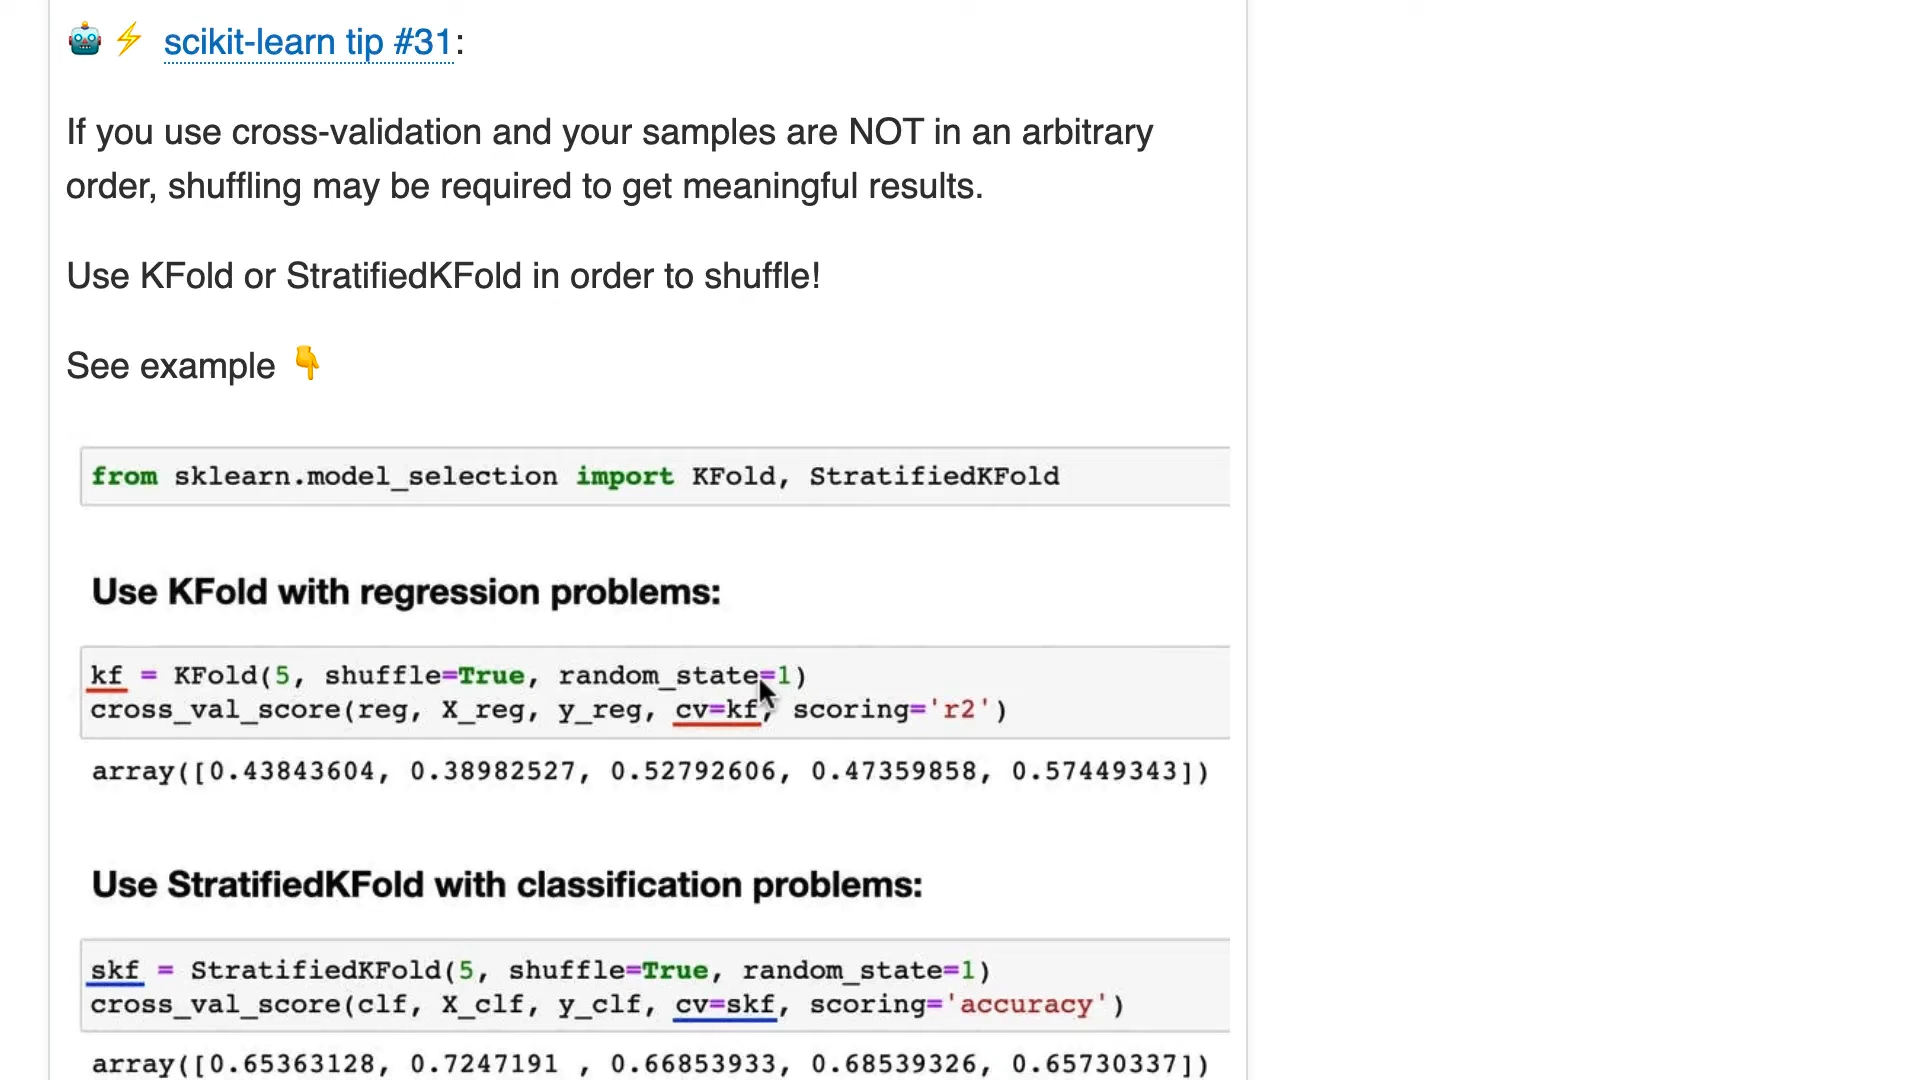 scikit-learn tip #31:
If you use cross-validation and your samples are NOT in an arbitrary
order, shuffling may be required to get meaningful results.
Use KFold or StratifiedKFold in order to shuffle!
See example 👇
from sklearn.model_selection import KFold, StratifiedKFold
Use KFold with regression problems:
kf = KFold(5, shuffle=True, random_state=1)
cross_val_score(reg, X_reg, y_reg, cv=kf, scoring='r2')
array([0.43843604, 0.38982527, 0.52792606, 0.47359858, 0.57449343])
Use StratifiedKFold with classification problems:
skf = StratifiedKFold(5, shuffle=True, random_state=1)
cross_val_score(clf, X_clf, y_clf, cv=skf, scoring='accuracy')
array([0.65363128, 0.7247191 , 0.66853933, 0.68539326, 0.65730337])